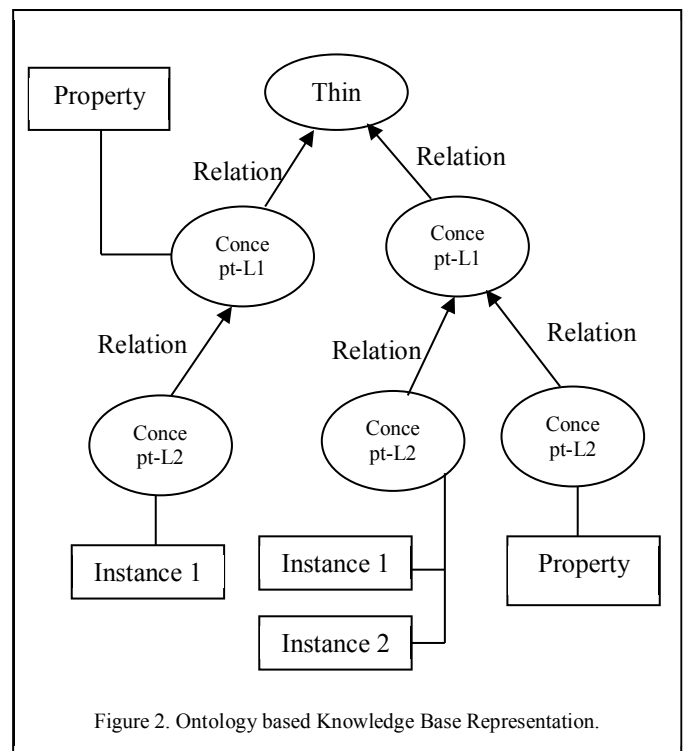 Property
Thin
Relation
Relation
Conce
pt-L1
Conce
pt-L1
Relation
Relation
Relation
Conce
pt-L2
Conce
pt-L2
Conce
pt-L2
Instance 1
Instance 1
Property
Instance 2
Figure 2. Ontology based Knowledge Base Representation.